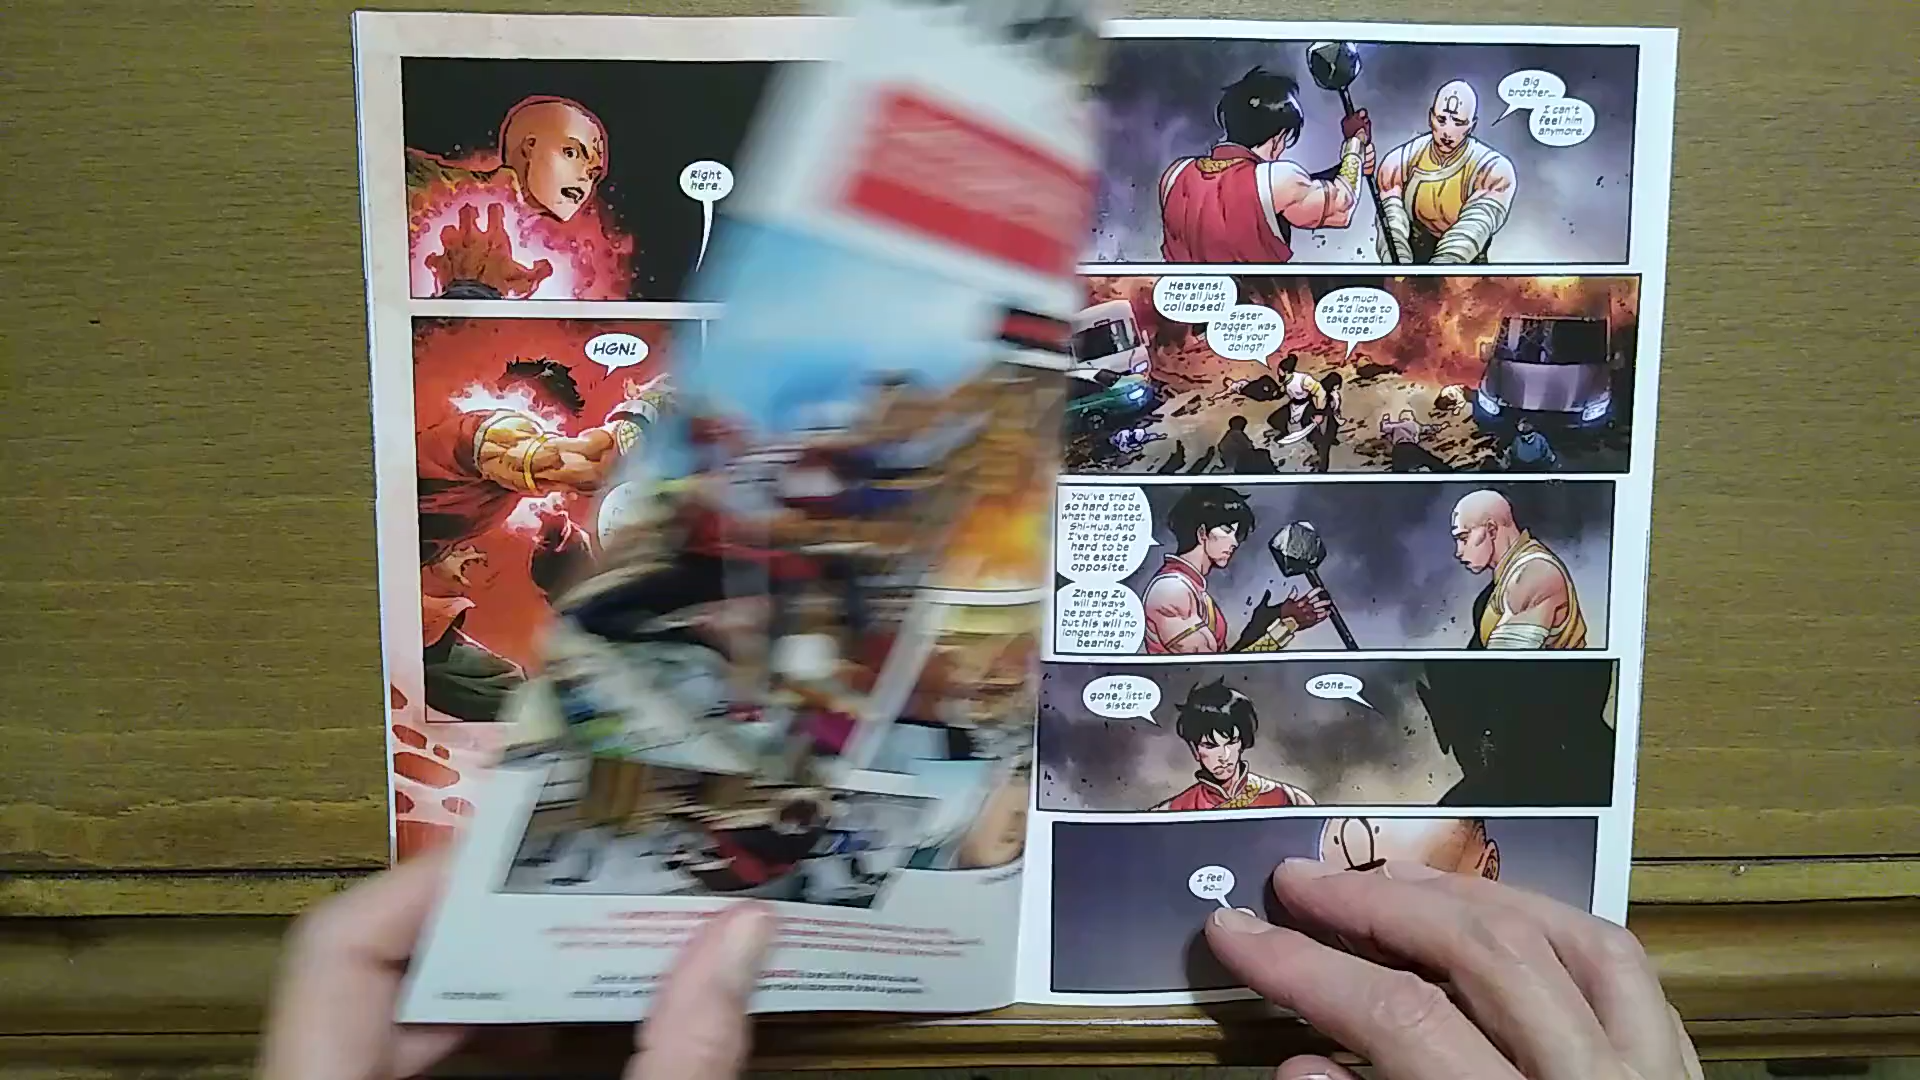 Right
here.
HGN!
Big
brother...
I can't
feel him
anymore.
Heavens!
They all just
collapsed!
Sister
Dagger, was
this your
doing?!
As much
as I'd love to
take credit,
nope.
You've tried
so hard to be
what he wanted,
Shi-Hua. And
I've tried so
hard to be
the exact
opposite.
Zheng Zu
will always
be part of us,
but his will no
longer has any
bearing.
He's
gone, little
sister.
Gone...
I feel
so...